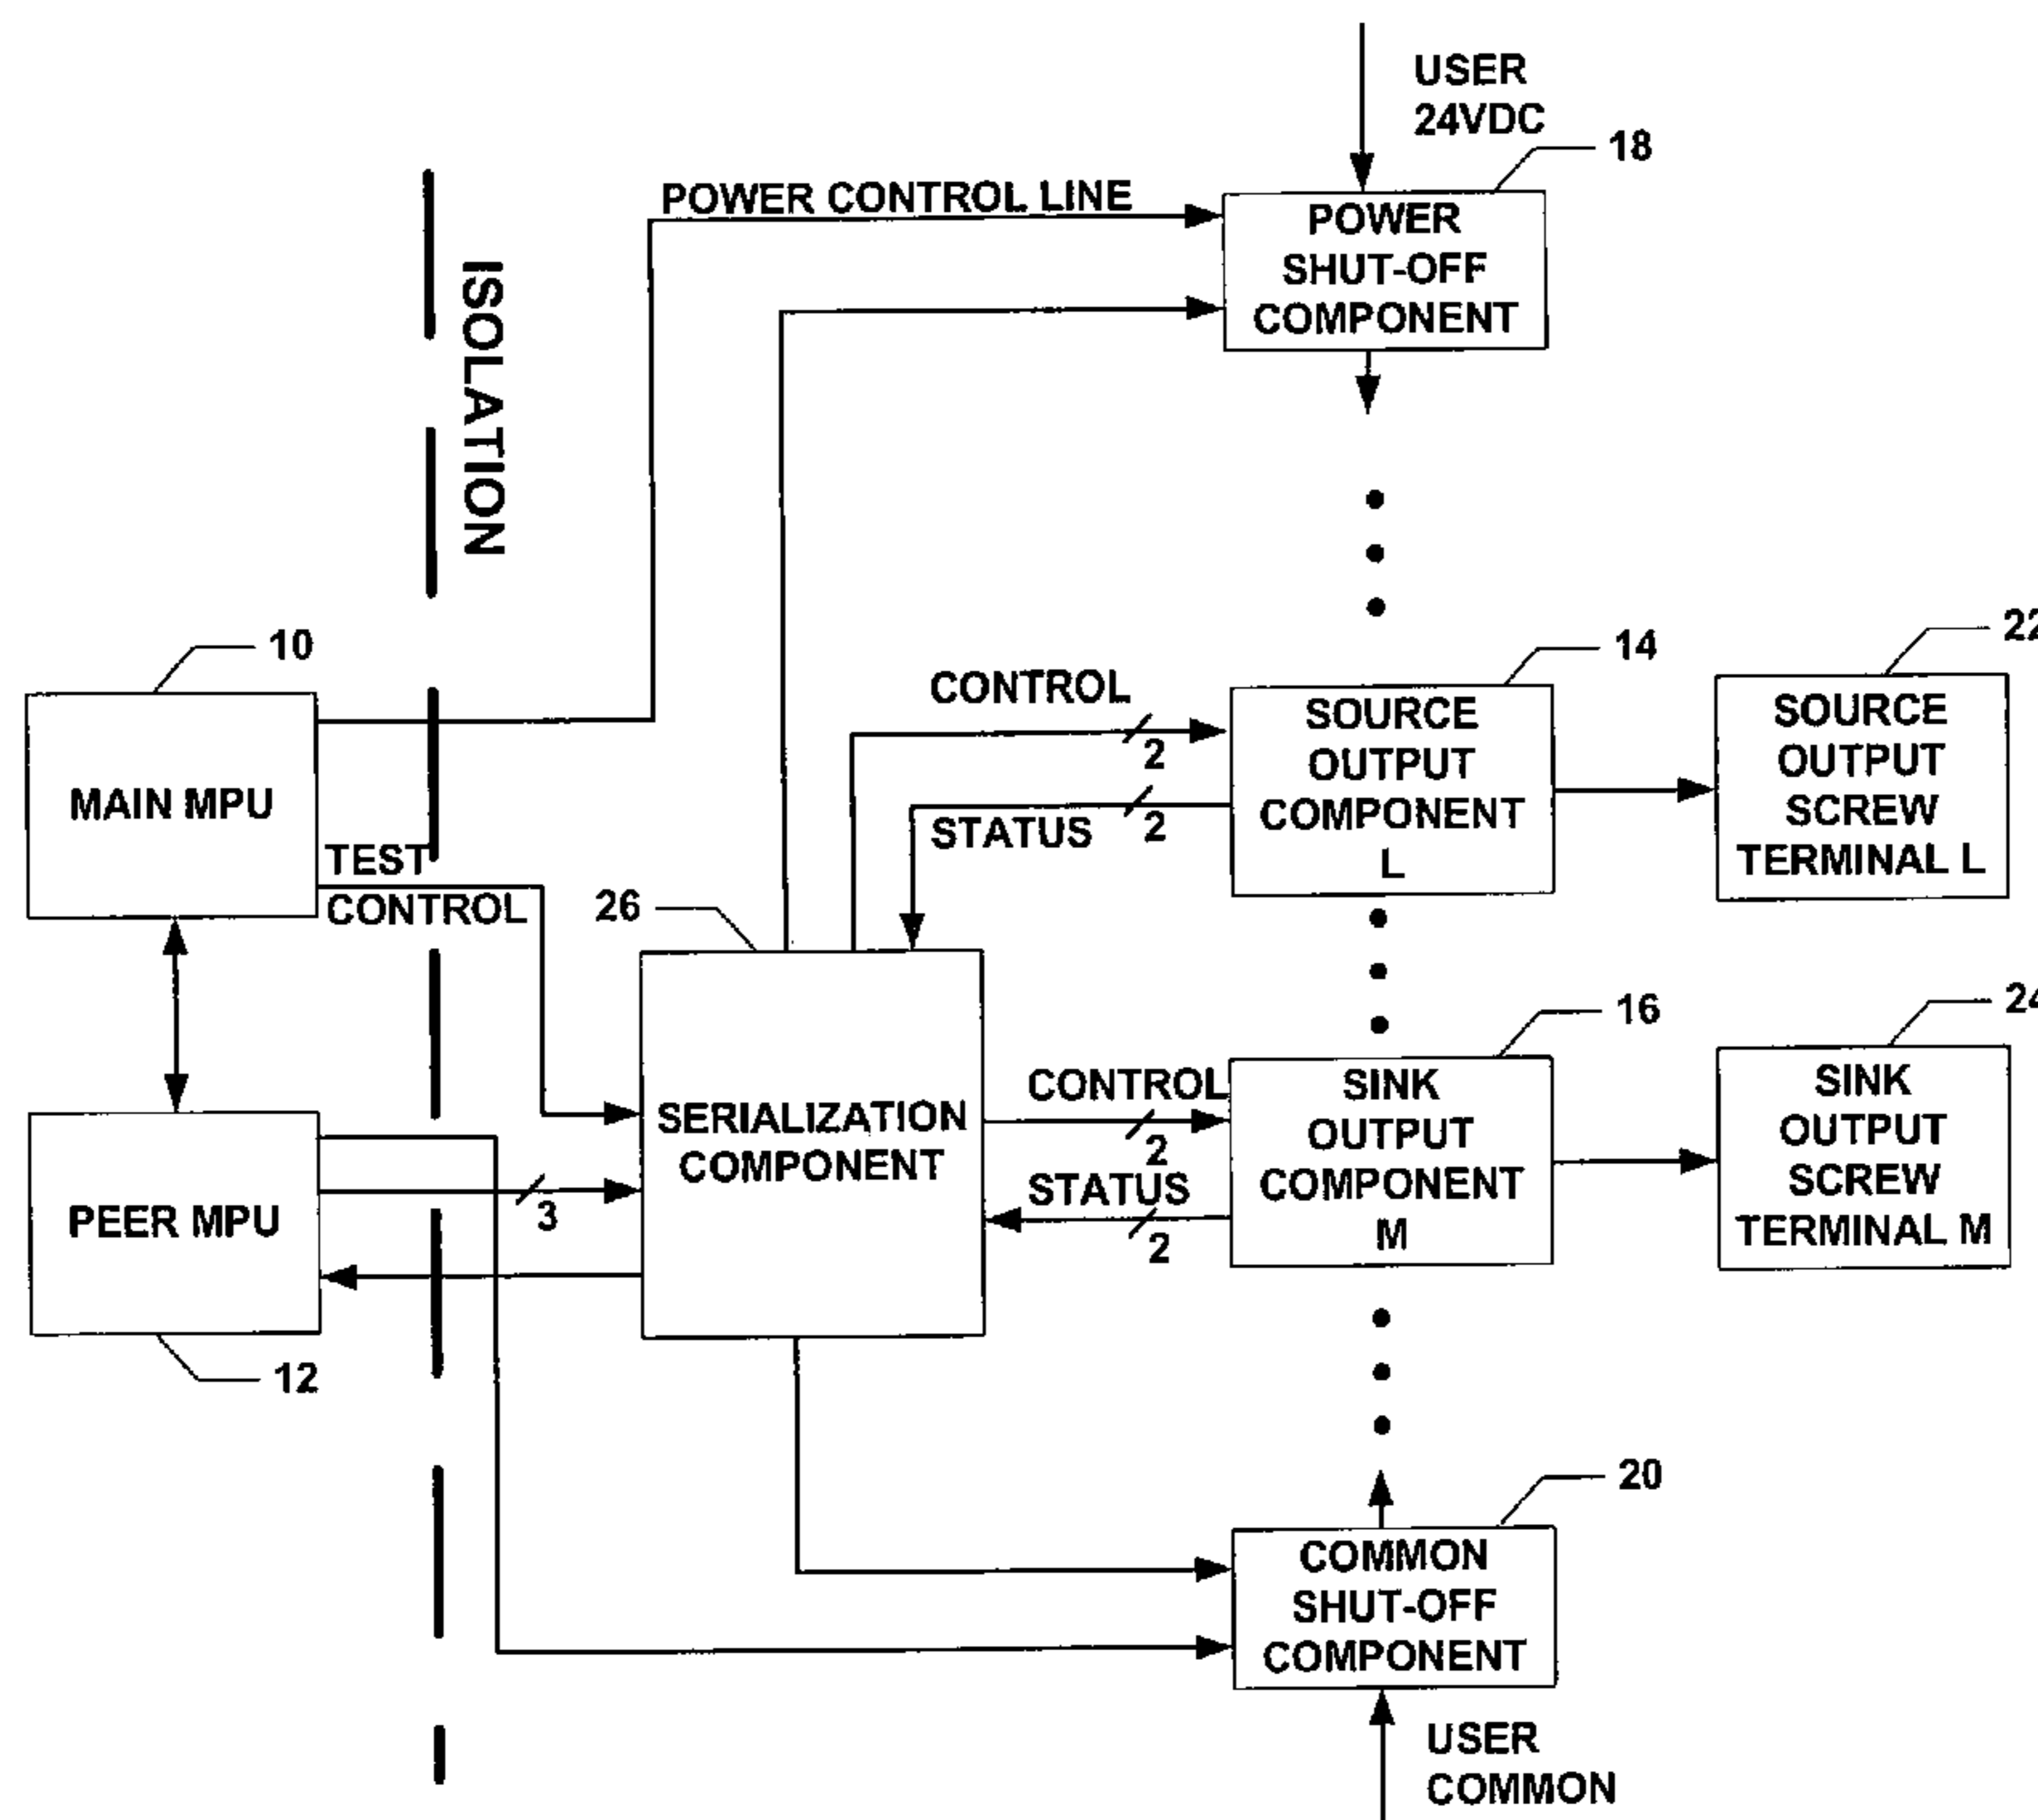 USER
24VDC
18
POWER CONTROL LINE
POWER
SHUT-OFF
COMPONENT
ISOLATION
10
MAIN MPU
TEST
CONTROL
CONTROL
2
STATUS
2
14
SOURCE
OUTPUT
COMPONENT
L
22
SOURCE
OUTPUT
SCREW
TERMINAL L
26
SERIALIZATION
COMPONENT
CONTROL
2
STATUS
2
16
SINK
OUTPUT
COMPONENT
M
24
SINK
OUTPUT
SCREW
TERMINAL M
PEER MPU
3
12
20
COMMON
SHUT-OFF
COMPONENT
USER
COMMON